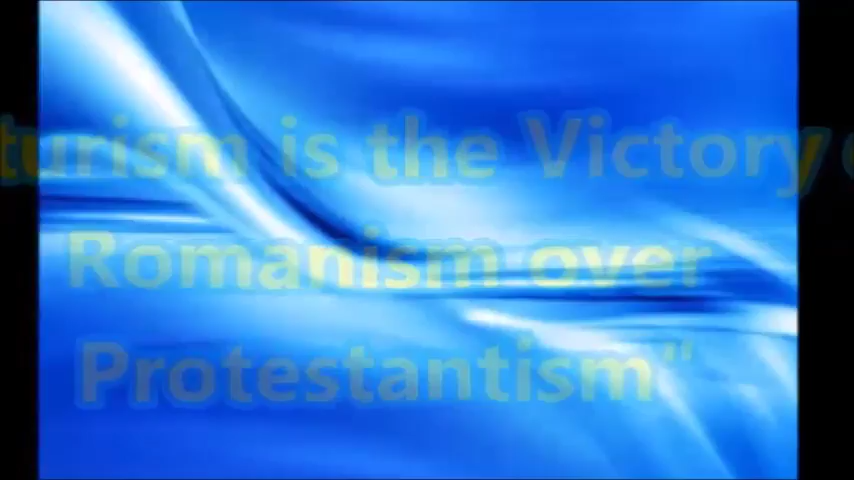 turism is the Victory o
Romanism over
Protestantism"